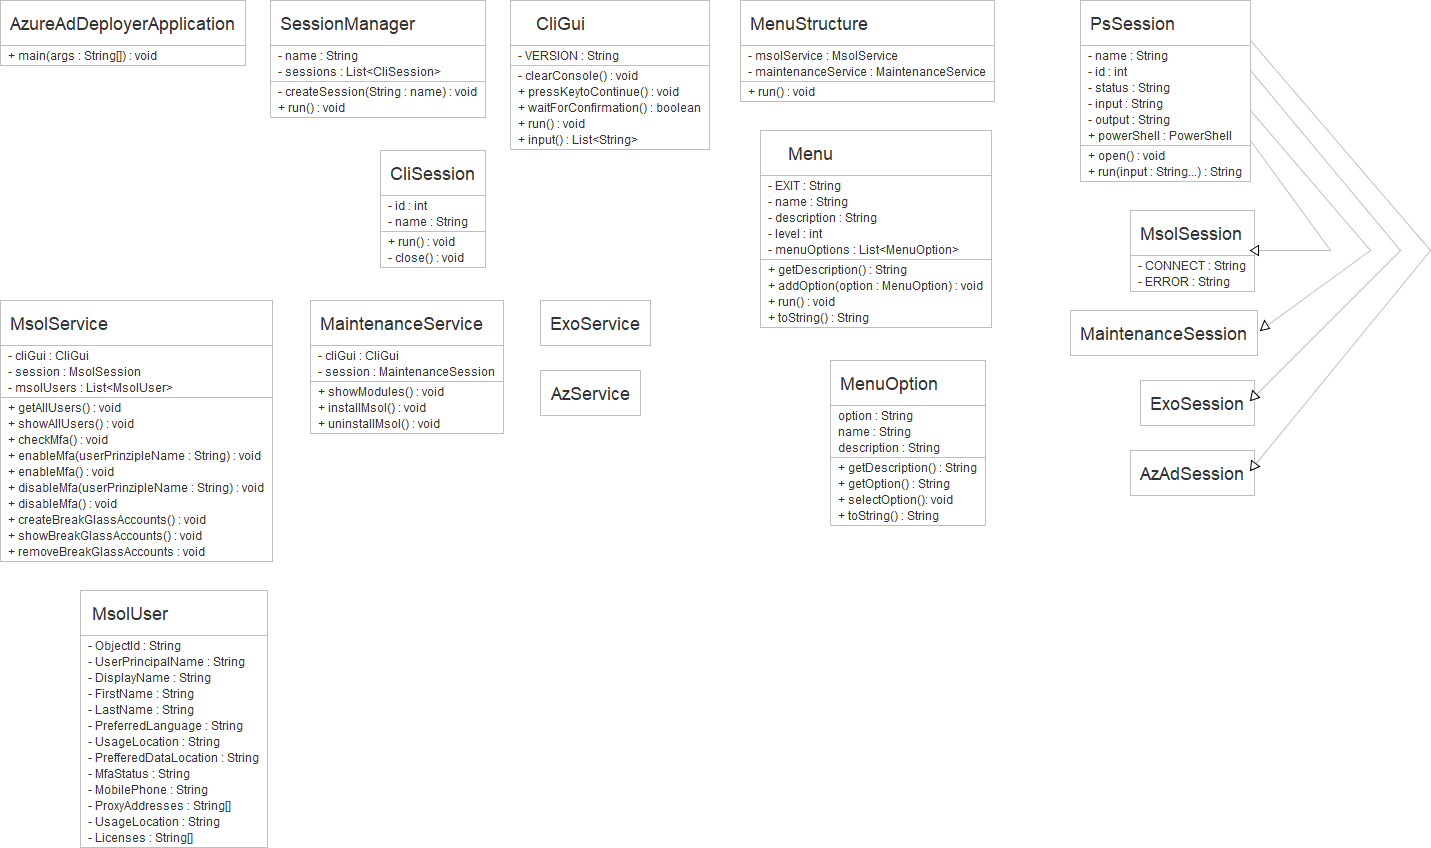 AzureAdDeployerApplication
+ main(args : String[]) : void
SessionManager
- name : String
- sessions : List<CliSession>
- createSession(String : name) : void
+ run() : void
CliGui
- VERSION : String
- clearConsole() : void
+ pressKeytoContinue() : void
+ waitForConfirmation() : boolean
+ run() : void
+ input() : List<String>
MenuStructure
- msolService : MsolService
- maintenanceService : MaintenanceService
+ run() : void
PsSession
- name : String
- id : int
- status : String
- input : String
- output : String
+ powerShell : PowerShell
+ open() : void
+ run(input : String...) : String
CliSession
- id : int
- name : String
+ run() : void
- close() : void
Menu
- EXIT : String
- name : String
- description : String
- level : int
- menuOptions : List<MenuOption>
+ getDescription() : String
+ addOption(option : MenuOption) : void
+ run() : void
+ toString() : String
MsolSession
- CONNECT : String
- ERROR : String
MsolService
- cliGui : CliGui
- session : MsolSession
- msolUsers : List<MsolUser>
+ getAllUsers() : void
+ showAllUsers() : void
+ checkMfa() : void
+ enableMfa(userPrinzipleName : String) : void
+ enableMfa() : void
+ disableMfa(userPrinzipleName : String) : void
+ disableMfa() : void
+ createBreakGlassAccounts() : void
+ showBreakGlassAccounts() : void
+ removeBreakGlassAccounts : void
MaintenanceService
- cliGui : CliGui
- session : MaintenanceSession
+ showModules() : void
+ installMsol() : void
+ uninstallMsol() : void
ExoService
AzService
MaintenanceSession
MenuOption
option : String
name : String
description : String
+ getDescription() : String
+ getOption() : String
+ selectOption(): void
+ toString() : String
ExoSession
AzAdSession
MsolUser
- ObjectId : String
- UserPrincipalName : String
- DisplayName : String
- FirstName : String
- LastName : String
- PreferredLanguage : String
- UsageLocation : String
- PrefferedDataLocation : String
- MfaStatus : String
- MobilePhone : String
- ProxyAddresses : String[]
- UsageLocation : String
- Licenses : String[]